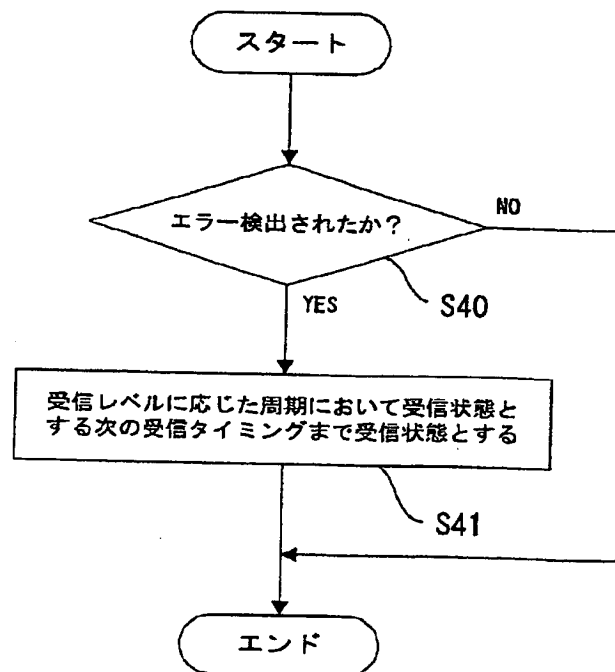 スタート
エラー検出されたか?
NO
YES
S40
受信レベルに応じた周期において受信状態と
する次の受信タイミングまで受信状態とする
S41
エンド